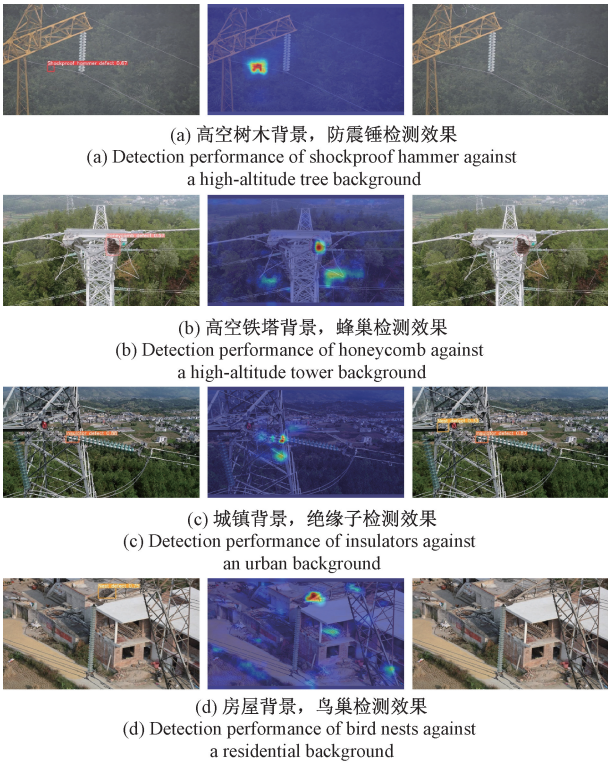 Shockproof hammer defect 0.67
(a) 高空树木背景，防震锤检测效果
(a) Detection performance of shockproof hammer against
a high-altitude tree background
(b) 高空铁塔背景，蜂巢检测效果
(b) Detection performance of honeycomb against
a high-altitude tower background
(c) 城镇背景，绝缘子检测效果
(c) Detection performance of insulators against
an urban background
(d) 房屋背景，鸟巢检测效果
(d) Detection performance of bird nests against
a residential background